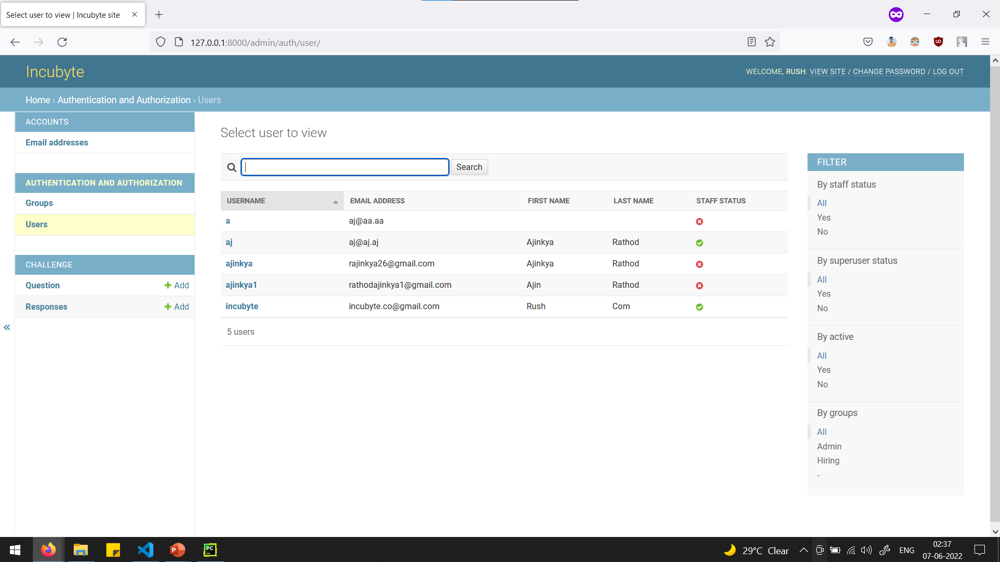 Select user to view | Incubyte site
127.0.0.1:8000/admin/auth/user/
Incubyte
WELCOME, RUSH. VIEW SITE / CHANGE PASSWORD / LOG OUT
Home › Authentication and Authorization › Users
ACCOUNTS
Email addresses
AUTHENTICATION AND AUTHORIZATION
Groups
Users
CHALLENGE
Question + Add
Responses + Add
«
Select user to view
Search
USERNAME EMAIL ADDRESS FIRST NAME LAST NAME STAFF STATUS
a aj@aa.aa
aj aj@aj.aj Ajinkya Rathod
ajinkya rajinkya26@gmail.com Ajinkya Rathod
ajinkya1 rathodajinkya1@gmail.com Ajin Rathod
incubyte incubyte.co@gmail.com Rush Com
5 users
FILTER
By staff status
All
Yes
No
By superuser status
All
Yes
No
By active
All
Yes
No
By groups
All
Admin
Hiring
-
P
PC
29°C Clear
ENG
02:37
07-06-2022